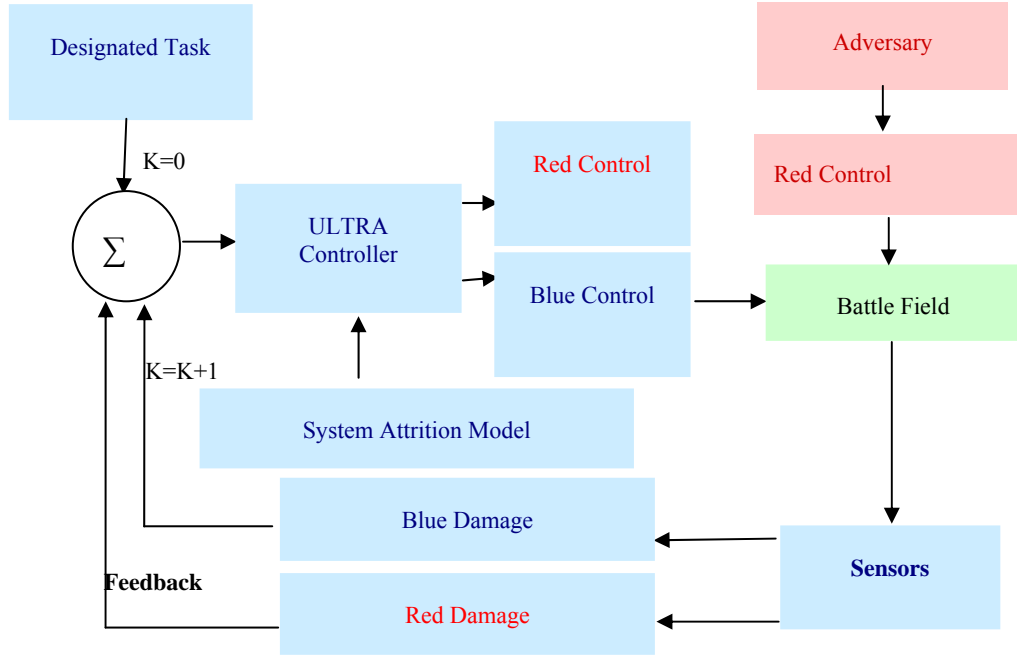 Designated Task
Adversary
K=0
Red Control
Red Control
∑
ULTRA
Controller
Blue Control
Battle Field
K=K+1
System Attrition Model
Blue Damage
Sensors
Feedback
Red Damage